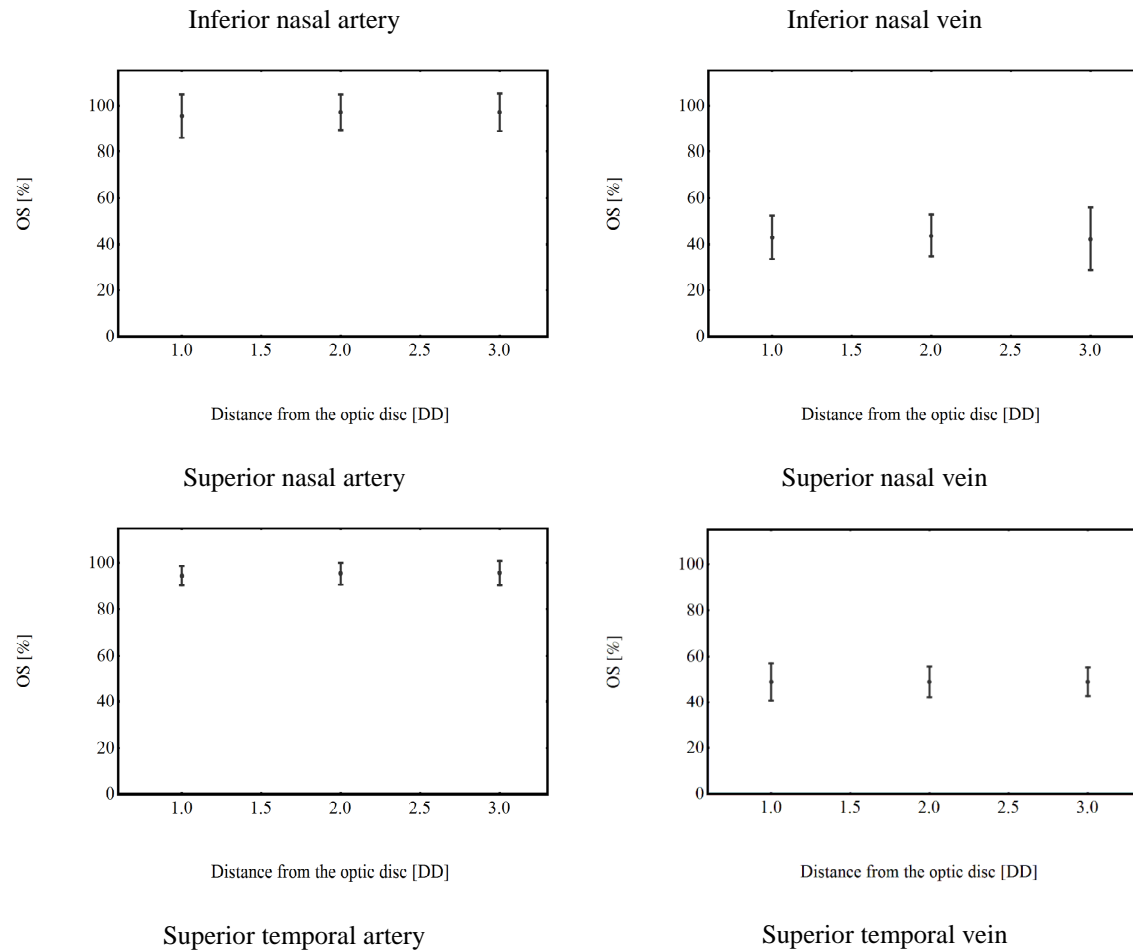 Inferior nasal artery
Inferior nasal vein
OS [%]
100
80
60
40
20
0
1.0 1.5 2.0 2.5 3.0
Distance from the optic disc [DD]
OS [%]
100
80
60
40
20
0
1.0 1.5 2.0 2.5 3.0
Distance from the optic disc [DD]
Superior nasal artery
Superior nasal vein
OS [%]
100
80
60
40
20
0
1.0 1.5 2.0 2.5 3.0
Distance from the optic disc [DD]
OS [%]
100
80
60
40
20
0
1.0 1.5 2.0 2.5 3.0
Distance from the optic disc [DD]
Superior temporal artery
Superior temporal vein